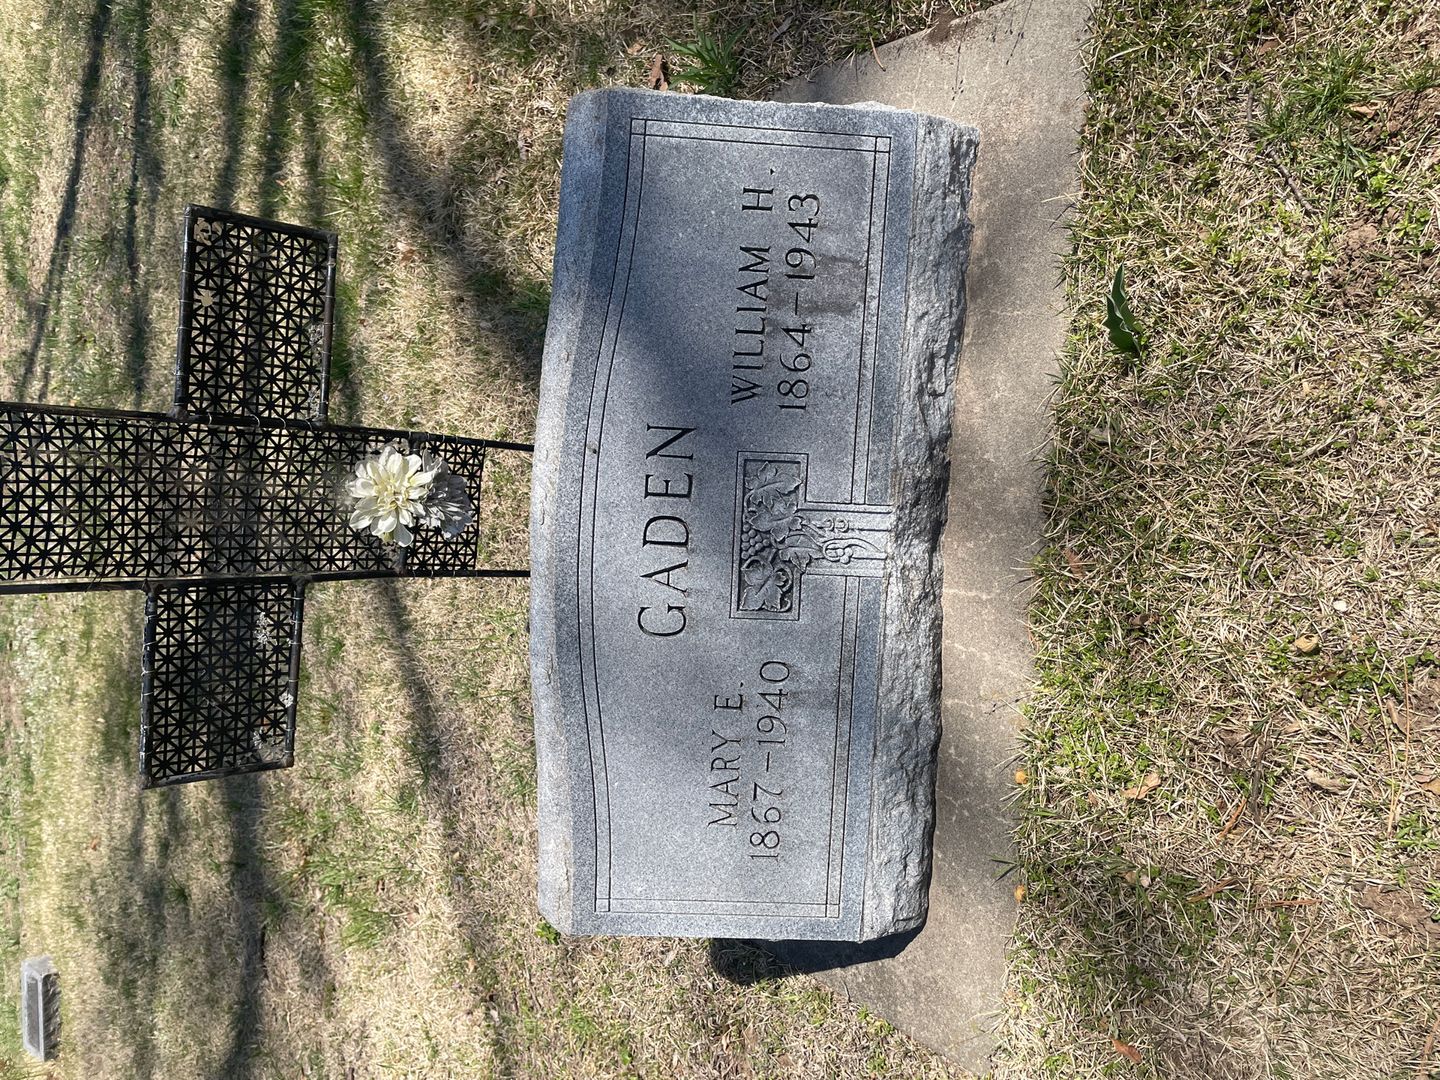 GADEN
MARY E.
1867-1940
WILLIAM H.
1864-1943